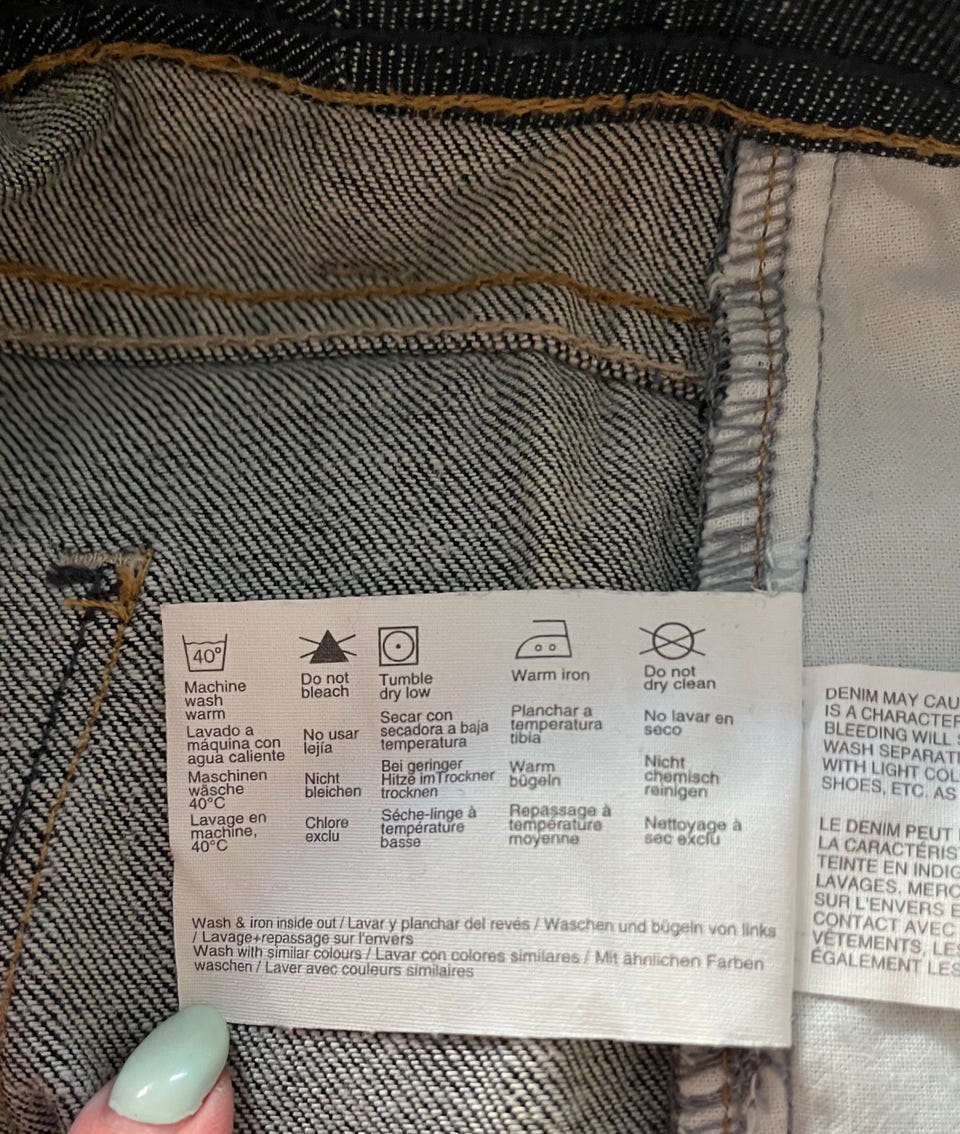 40°
Machine
wash
warm
Lavado a
máquina con
agua caliente
Maschinen
wäsche
40°C
Lavage en
machine,
40°C
Do not
bleach
No usar
lejía
Nicht
bleichen
Chlore
exclu
Tumble
dry low
Secar con
secadora a baja
temperatura
Bei geringer
Hitze imTrockner
trocknen
Séche-linge à
température
basse
Warm iron
Planchar a
temperatura
tibia
Warm
bügeln
Repassage à
température
moyenne
Do not
dry clean
No lavar en
seco
Nicht
chemisch
reinigen
Nettoyage à
sec exclu
Wash & iron inside out / Lavar y planchar del revés / Waschen und bügeln von links
/ Lavage+repassage sur l'envers
Wash with similar colours / Lavar con colores similares / Mit ähnlichen Farben
waschen / Laver avec couleurs similaires
DENIM MAY CAU
IS A CHARACTER
BLEEDING WILL
WASH SEPARAT
WITH LIGHT COL
SHOES, ETC. AS
LE DENIM PEUT
LA CARACTÉRIS
TEINTE EN INDIG
LAVAGES, MERC
SUR L'ENVERS E
CONTACT AVEC
VÊTEMENTS, LES
ÉGALEMENT LES